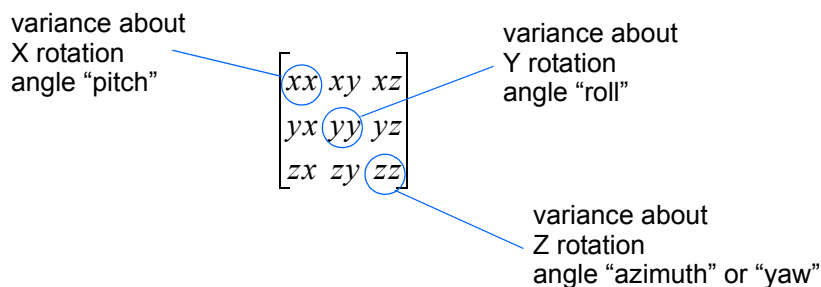 variance about
X rotation
angle “pitch”
variance about
Y rotation
angle “roll”
xx xy xz
yx yy yz
zx zy zz
variance about
Z rotation
angle “azimuth” or “yaw”